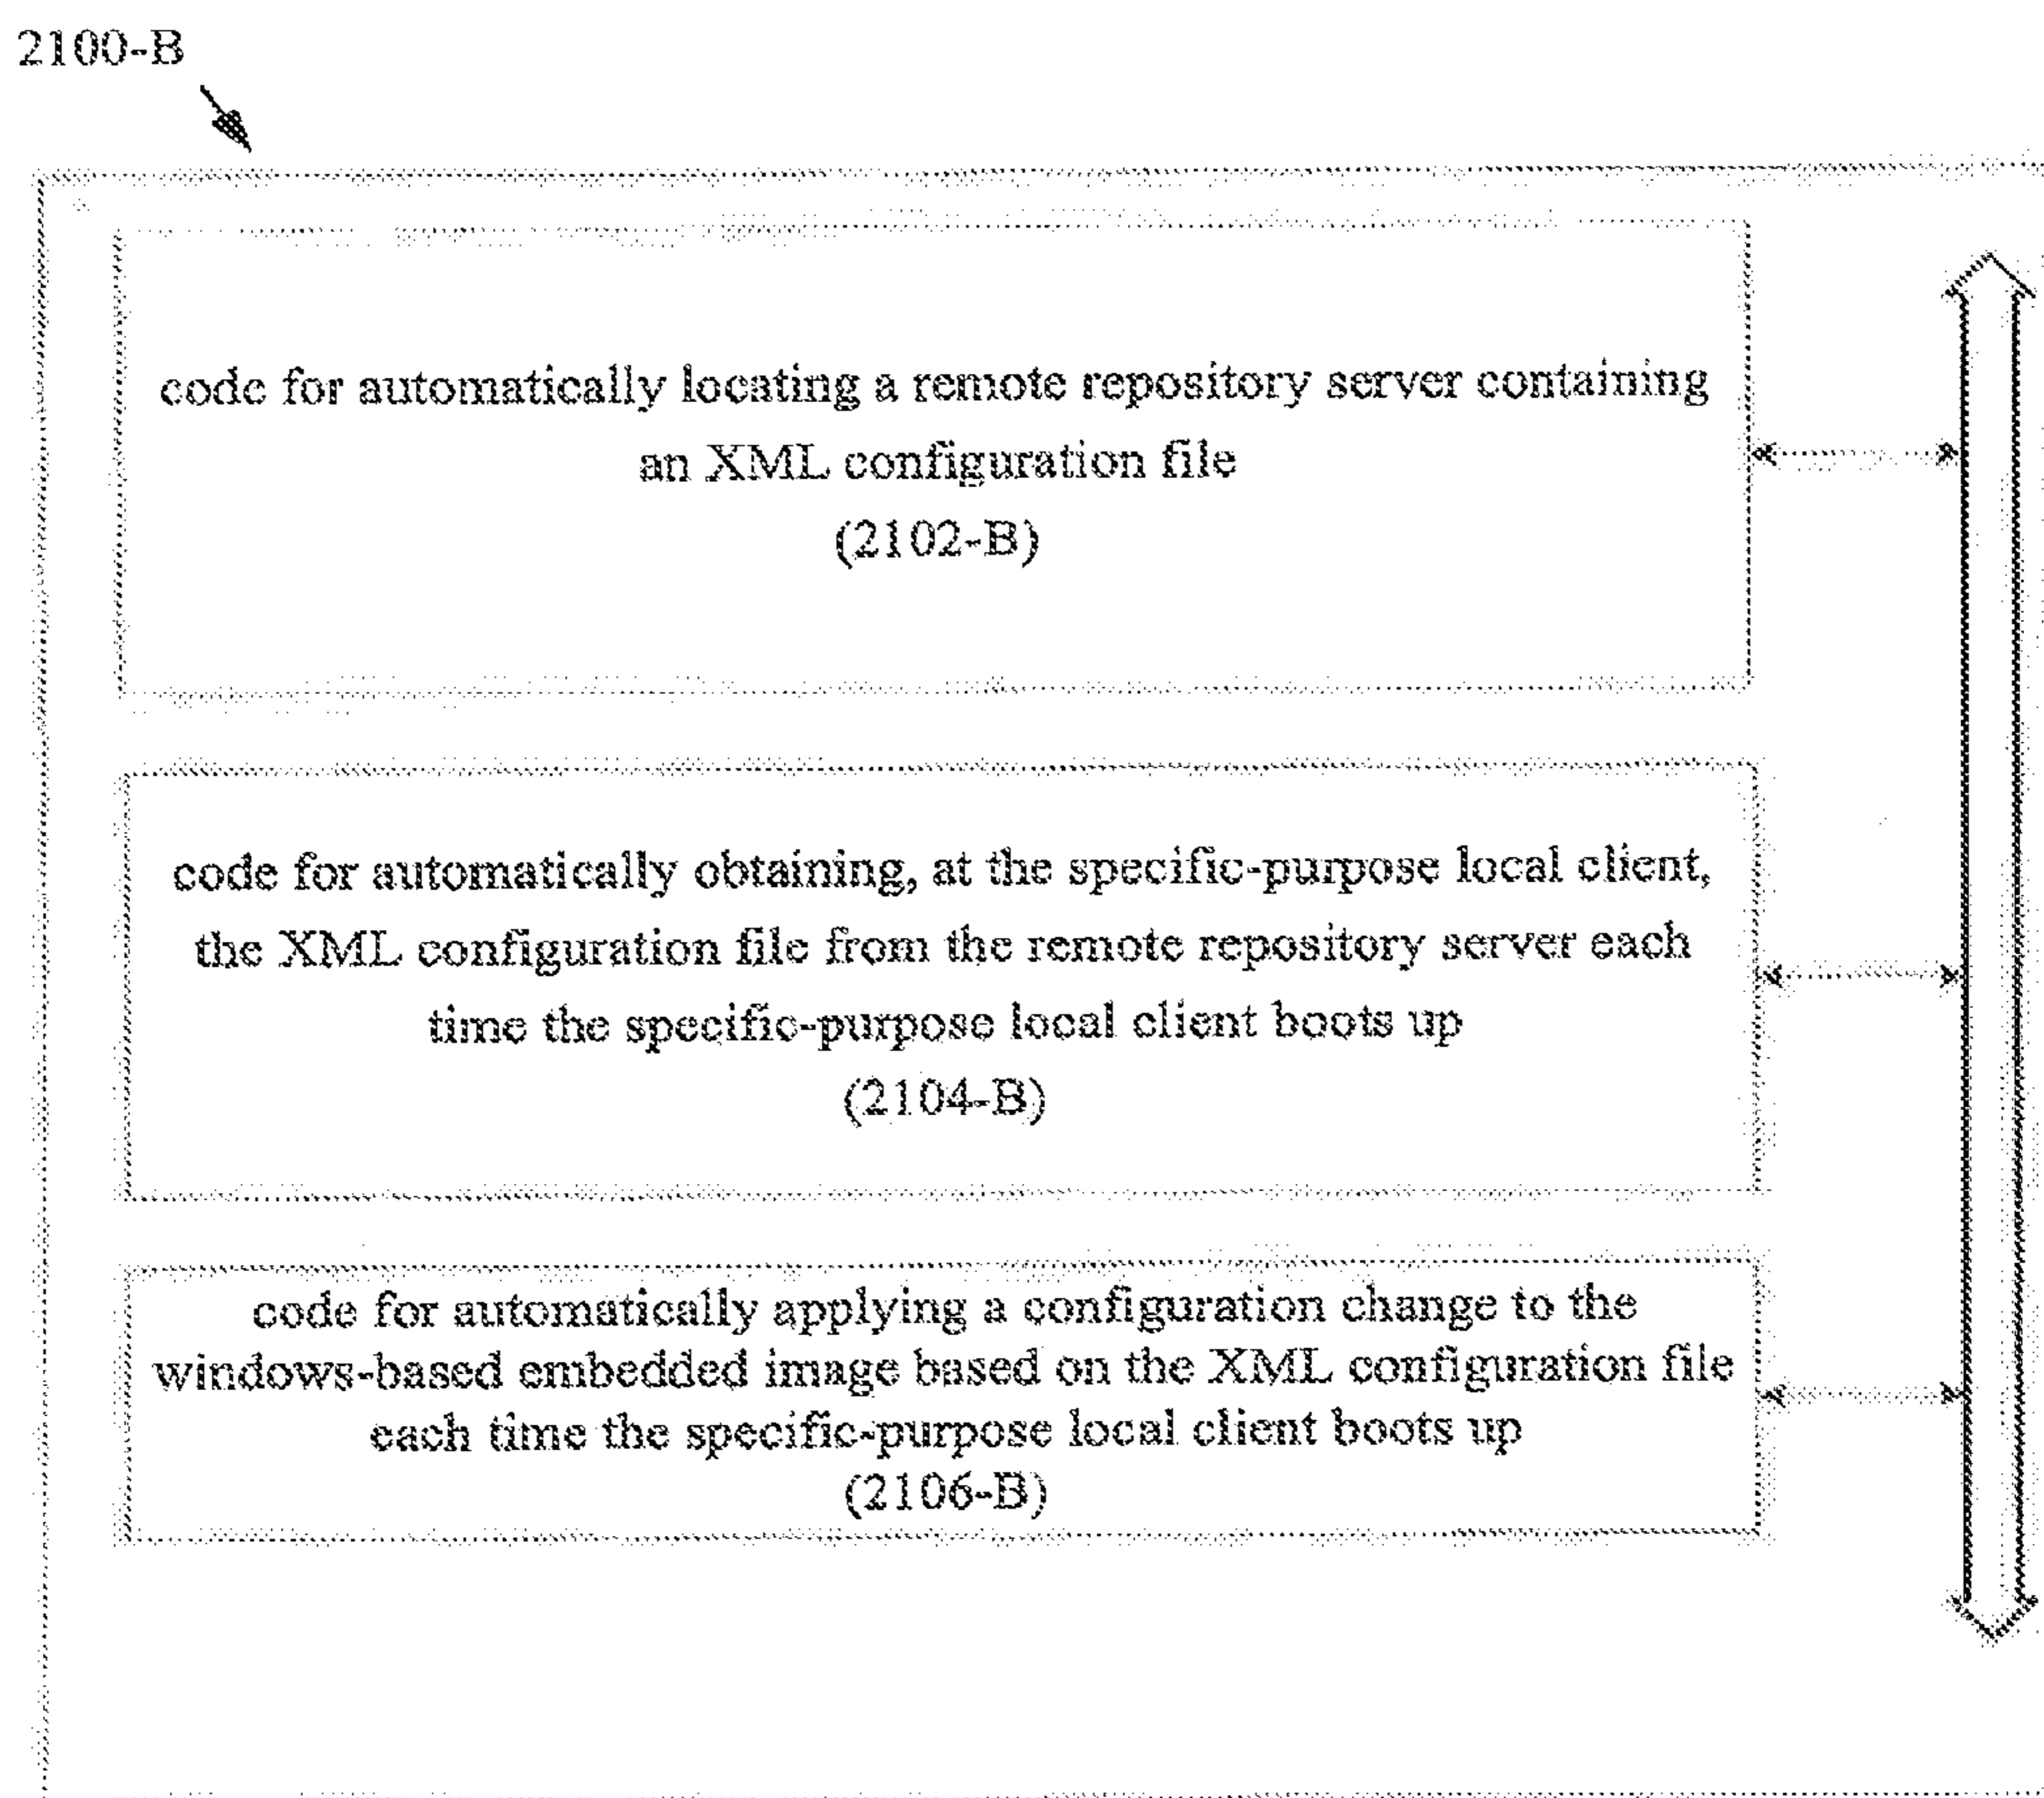 2100-B
code for automatically locating a remote repository server containing
an XML configuration file
(2102-B)
code for automatically obtaining, at the specific-purpose local client,
the XML configuration file from the remote repository server each
time the specific-purpose local client boots up
(2104-B)
code for automatically applying a configuration change to the
windows-based embedded image based on the XML configuration file
each time the specific-purpose local client boots up
(2106-B)